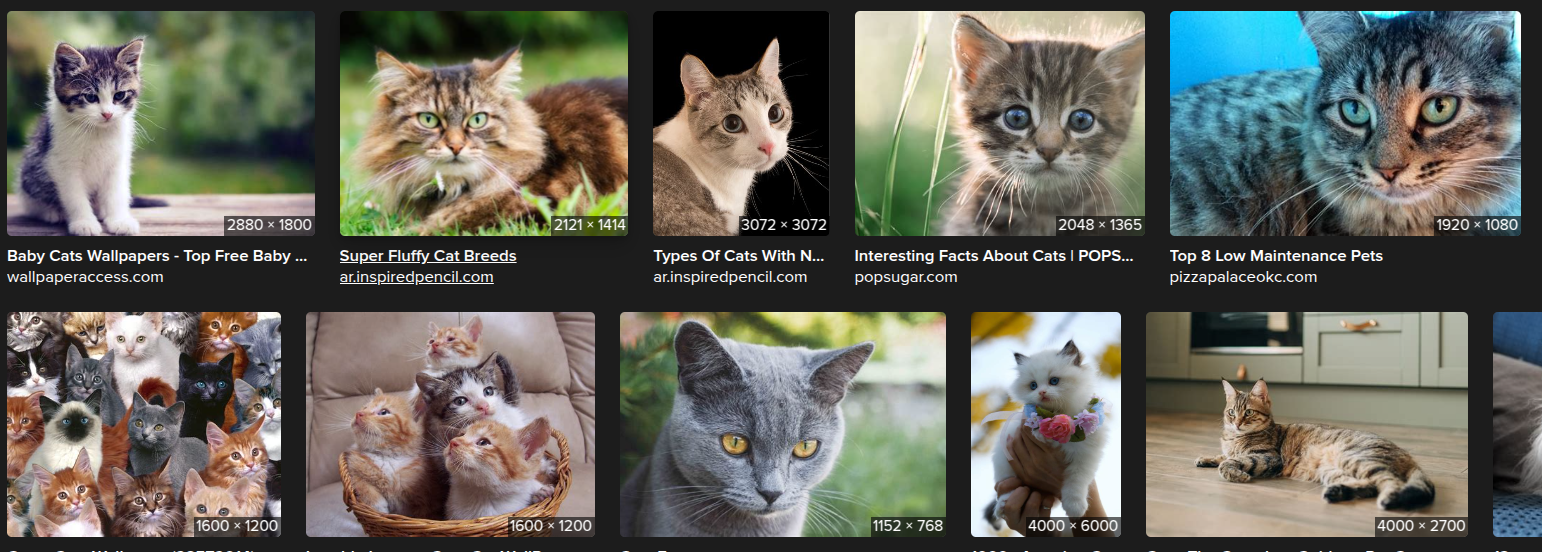 2880 × 1800
2121 × 1414
3072 × 3072
2048 × 1365
1920 × 1080
Baby Cats Wallpapers - Top Free Baby ...
wallpaperaccess.com
Super Fluffy Cat Breeds
ar.inspiredpencil.com
Types Of Cats With N...
ar.inspiredpencil.com
Interesting Facts About Cats | POPS...
popsugar.com
Top 8 Low Maintenance Pets
pizzapalaceokc.com
1600 × 1200
1600 × 1200
1152 × 768
4000 × 6000
4000 × 2700